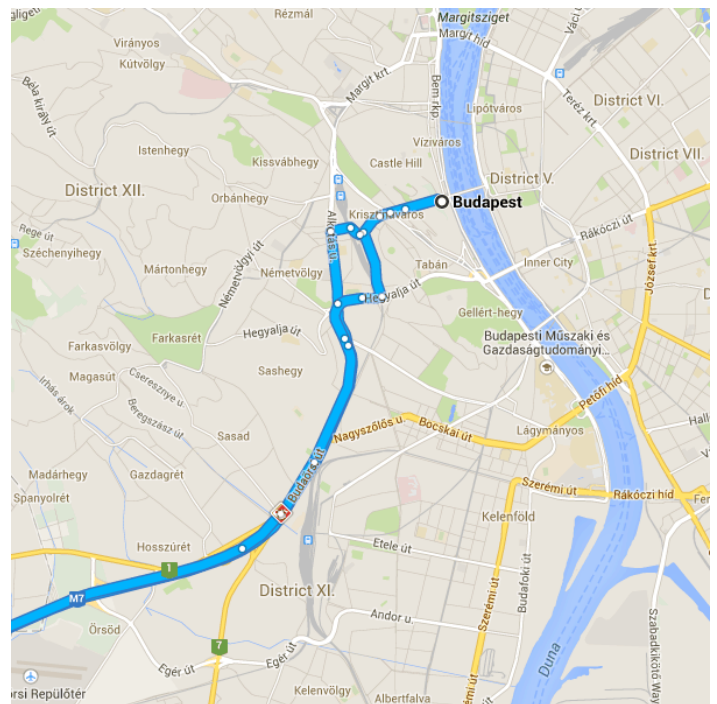 Rézmál
Margitsziget
Margit híd
Váci u
Virányos
Kútvölgy
Béla király út
Margit krt.
Bem rkp.
Lipótváros
Teréz krt.
District VI.
Istenhegy
Kissvábhegy
Castle Hill
Víziváros
District VII.
District XII.
Orbánhegy
District V.
Budapest
Krisztinaváros
Alkotás u.
Rege út
Széchenyihegy
Mártonhegy
Németvölgyi út
Németvölgy
Tabán
Rákóczi út
Inner City
József krt.
Hegyalja út
Gellért-hegy
Farkasrét
Hegyalja út
Farkasvölgy
Budapesti Műszaki és
Gazdaságtudományi...
Sashegy
Magasút
Cseresznye u.
Irhás árok
Beregszász út
Petőfi híd
Sasad
Nagyszőlős u.
Bocskai út
Lágymányos
Madárhegy
Gazdagrét
Spanyolrét
Budaörsi út
Szerémi út
Rákóczi híd
Kelenföld
Hosszúrét
Etele út
Budafoki út
1
District XI.
M7
Örsöd
Andor u.
Szerémi út
Szabadkikötő Way
7
Egér út
Egér út
Duna
orsi Repülőtér
Kelenvölgy
Albertfalva